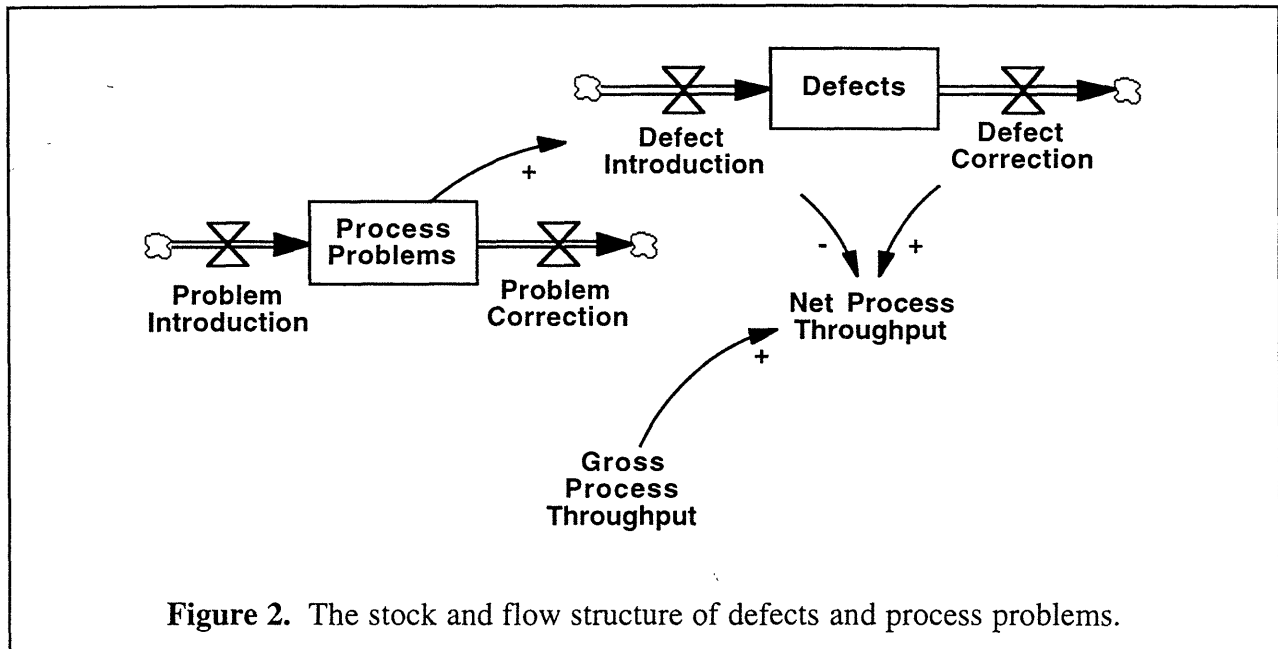 Defects
Defect
Introduction
Defect
Correction
+
Process
Problems
-
+
Problem
Introduction
Problem
Correction
Net Process
Throughput
+
Gross
Process
Throughput
Figure 2. The stock and flow structure of defects and process problems.